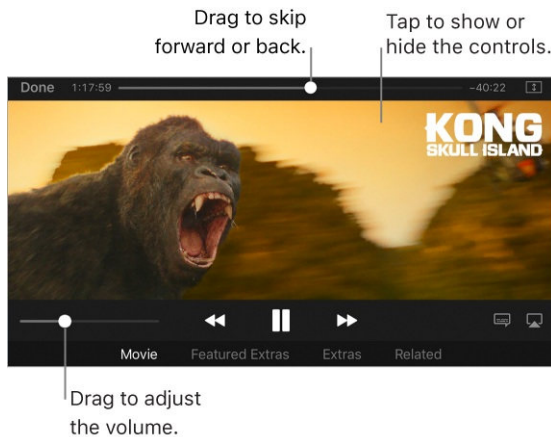 Drag to skip
forward or back.
Tap to show or
hide the controls.
Done 1:17:59 -40:22
KONG
SKULL ISLAND
Movie Featured Extras Extras Related
Drag to adjust
the volume.